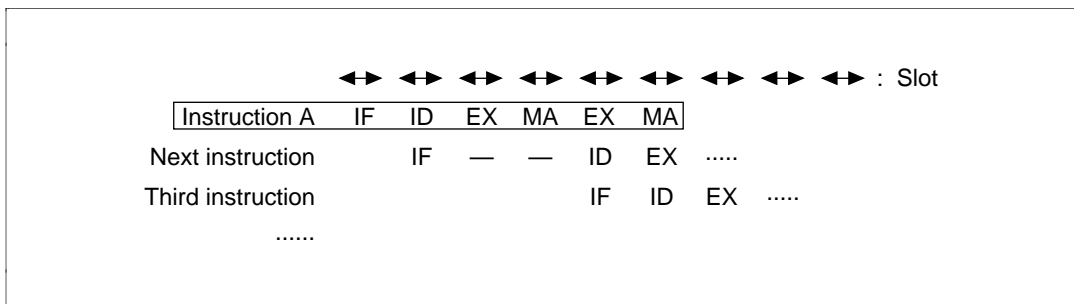 : Slot
Instruction A IF ID EX MA EX MA
Next instruction IF — — ID EX .....
Third instruction IF ID EX .....
......